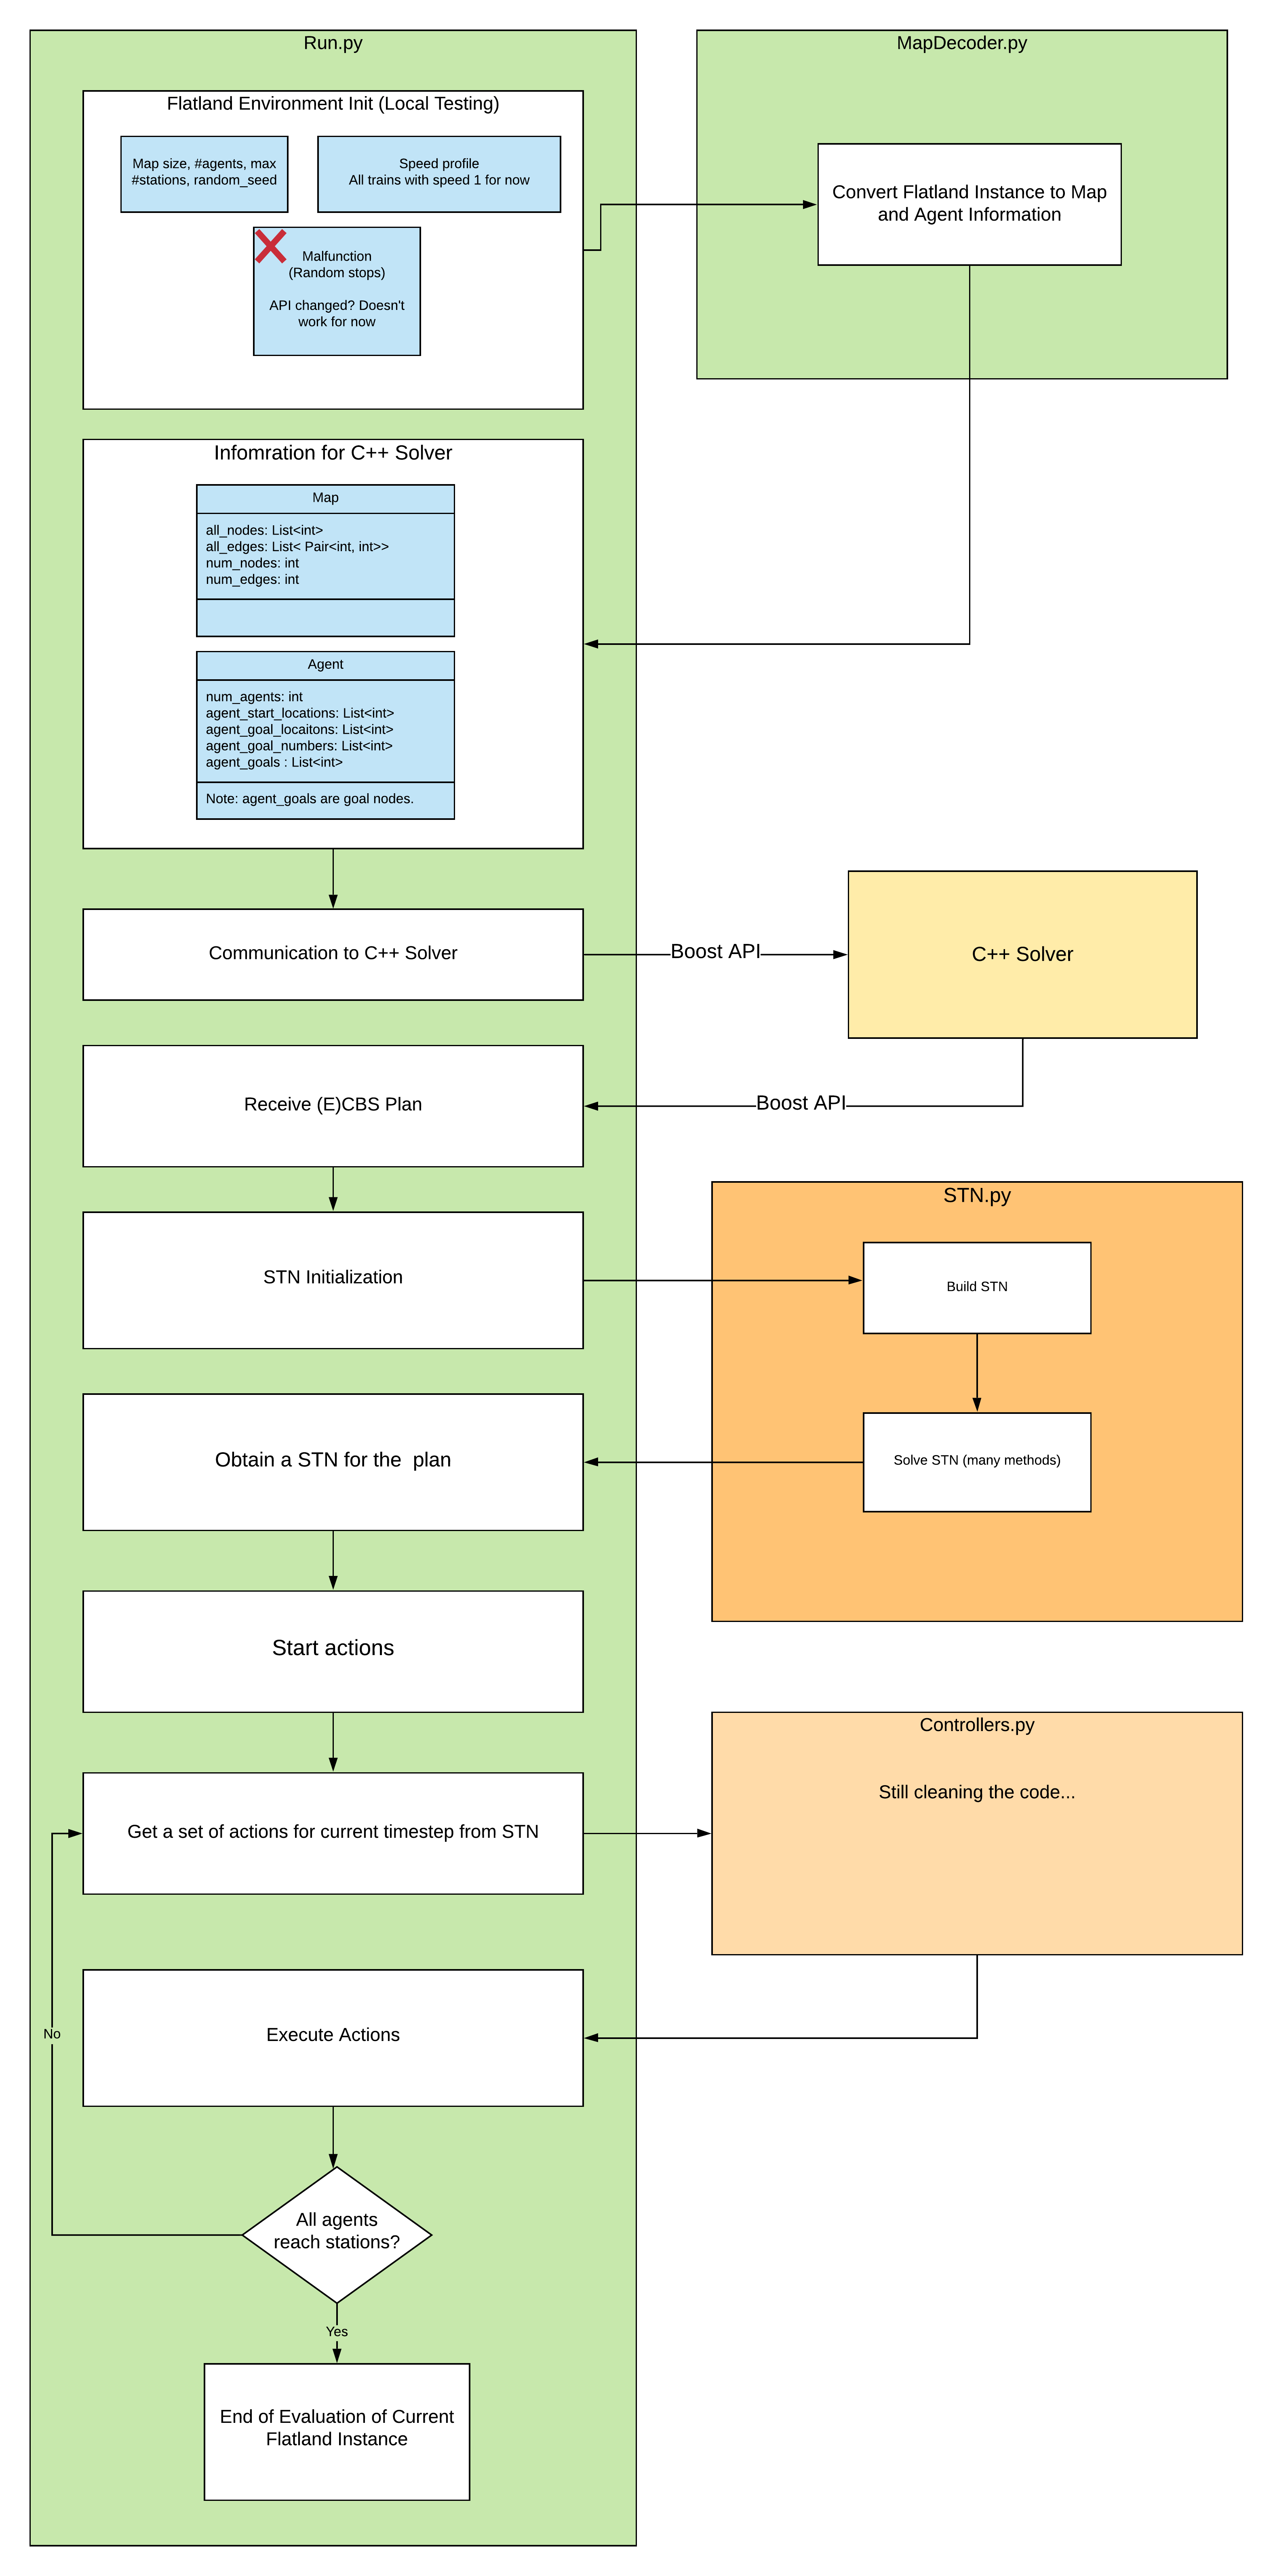 Run.py
Flatland Environment Init (Local Testing)
Map size, #agents, max
#stations, random_seed
Speed profile
All trains with speed 1 for now
Malfunction
(Random stops)
API changed? Doesn't
work for now
MapDecoder.py
Convert Flatland Instance to Map
and Agent Information
Infomration for C++ Solver
Map
all_nodes: List<int>
all_edges: List< Pair<int, int>>
num_nodes: int
num_edges: int
Agent
num_agents: int
agent_start_locations: List<int>
agent_goal_locaitons: List<int>
agent_goal_numbers: List<int>
agent_goals : List<int>
Note: agent_goals are goal nodes.
Communication to C++ Solver
Boost API
C++ Solver
Receive (E)CBS Plan
Boost API
STN Initialization
STN.py
Build STN
Solve STN (many methods)
Obtain a STN for the  plan
Start actions
Get a set of actions for current timestep from STN
Controllers.py
Still cleaning the code...
Execute Actions
No
All agents
reach stations?
Yes
End of Evaluation of Current
Flatland Instance